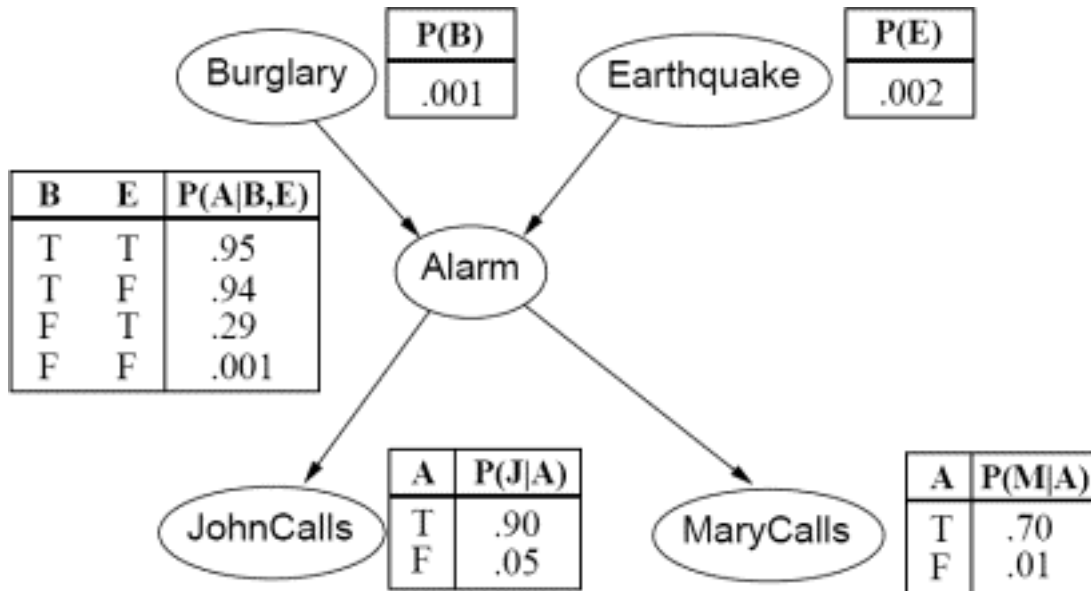 Burglary
P(B)
.001
Earthquake
P(E)
.002
B E P(A|B,E)
T T .95
T F .94
F T .29
F F .001
Alarm
JohnCalls
A P(J|A)
T .90
F .05
MaryCalls
A P(M|A)
T .70
F .01